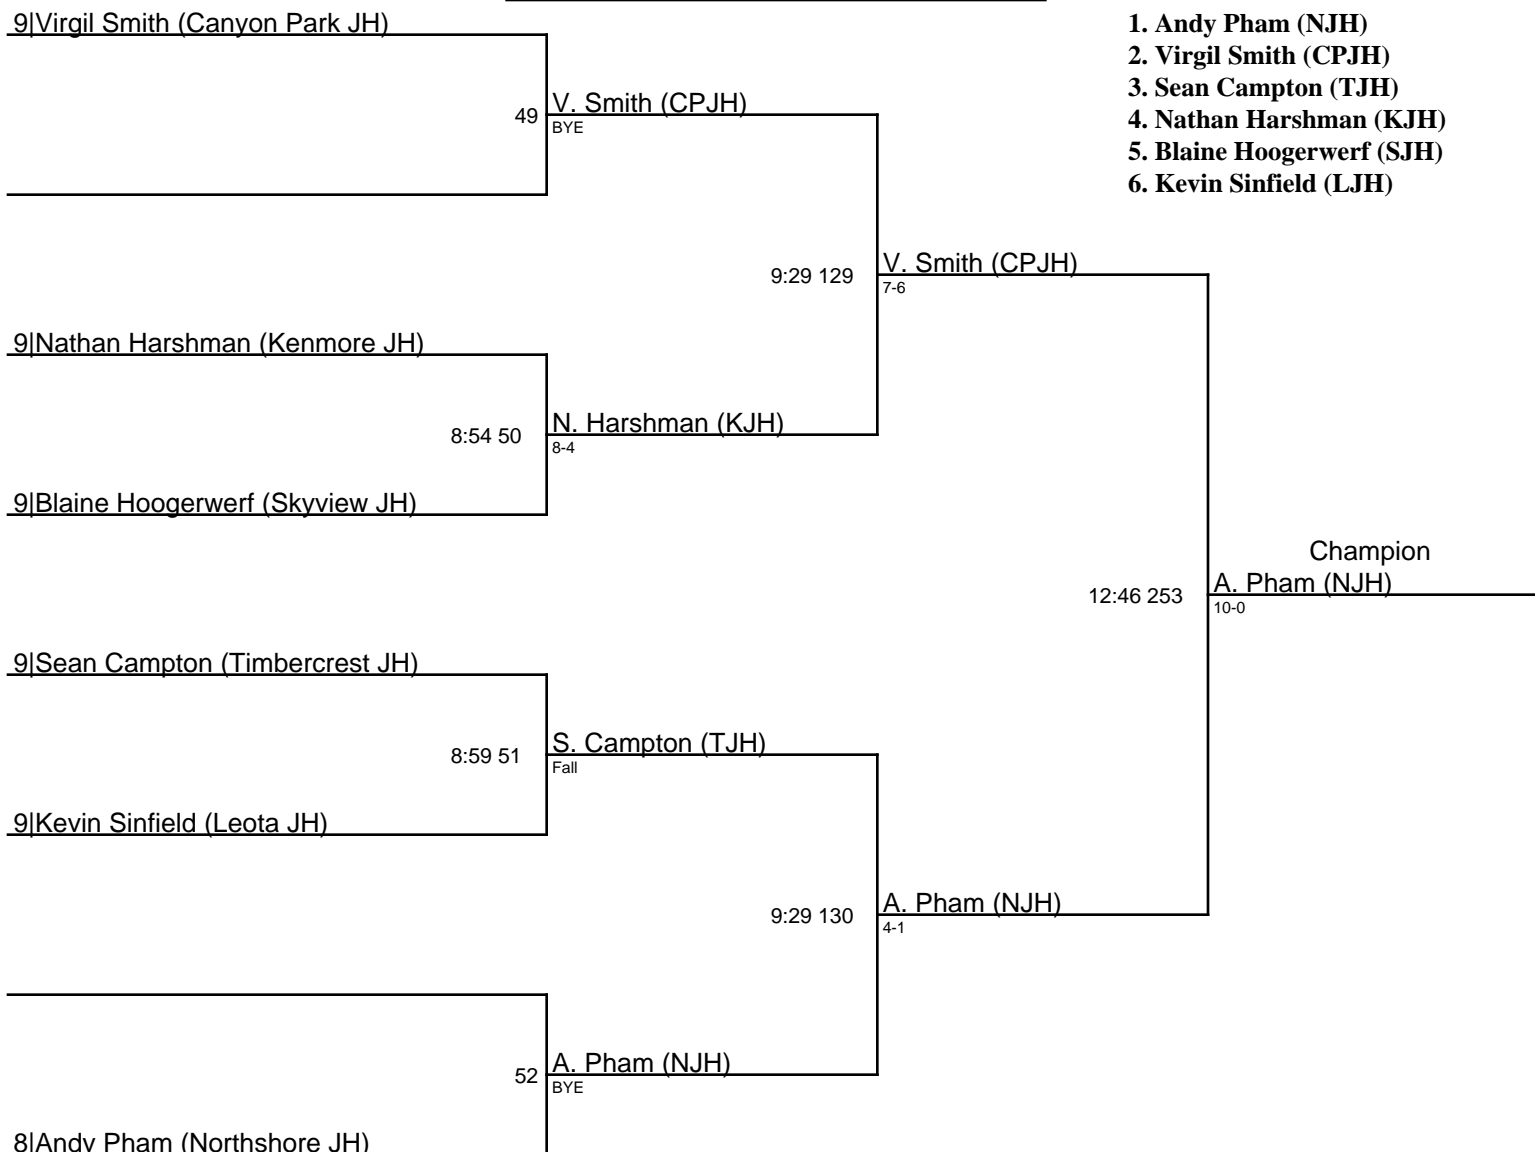 9|Virgil Smith (Canyon Park JH)
1. Andy Pham (NJH)
2. Virgil Smith (CPJH)
3. Sean Campton (TJH)
4. Nathan Harshman (KJH)
5. Blaine Hoogerwerf (SJH)
6. Kevin Sinfield (LJH)
49 V. Smith (CPJH)
BYE
9:29 129 V. Smith (CPJH)
7-6
9|Nathan Harshman (Kenmore JH)
8:54 50 N. Harshman (KJH)
8-4
9|Blaine Hoogerwerf (Skyview JH)
Champion
12:46 253 A. Pham (NJH)
10-0
9|Sean Campton (Timbercrest JH)
8:59 51 S. Campton (TJH)
Fall
9|Kevin Sinfield (Leota JH)
9:29 130 A. Pham (NJH)
4-1
52 A. Pham (NJH)
BYE
8|Andy Pham (Northshore JH)